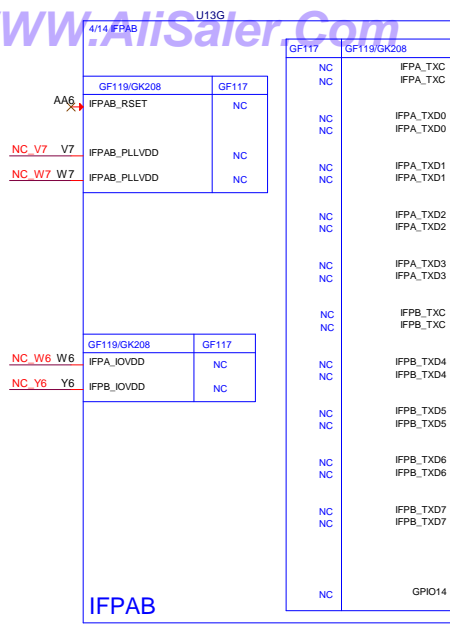 WWW.AliSaler.Com
U13G
4/14 IFPAB
GF119/GK208 GF117
AA6 IFPAB_RSET NC
NC_V7 V7 IFPAB_PLLVDD NC
NC_W7 W7 IFPAB_PLLVDD NC
GF119/GK208 GF117
NC_W6 W6 IFPA_IOVDD NC
NC_Y6 Y6 IFPB_IOVDD NC
IFPAB
GF117 GF119/GK208
NC IFPA_TXC
NC IFPA_TXC
NC IFPA_TXD0
NC IFPA_TXD0
NC IFPA_TXD1
NC IFPA_TXD1
NC IFPA_TXD2
NC IFPA_TXD2
NC IFPA_TXD3
NC IFPA_TXD3
NC IFPB_TXC
NC IFPB_TXC
NC IFPB_TXD4
NC IFPB_TXD4
NC IFPB_TXD5
NC IFPB_TXD5
NC IFPB_TXD6
NC IFPB_TXD6
NC IFPB_TXD7
NC IFPB_TXD7
NC GPIO14